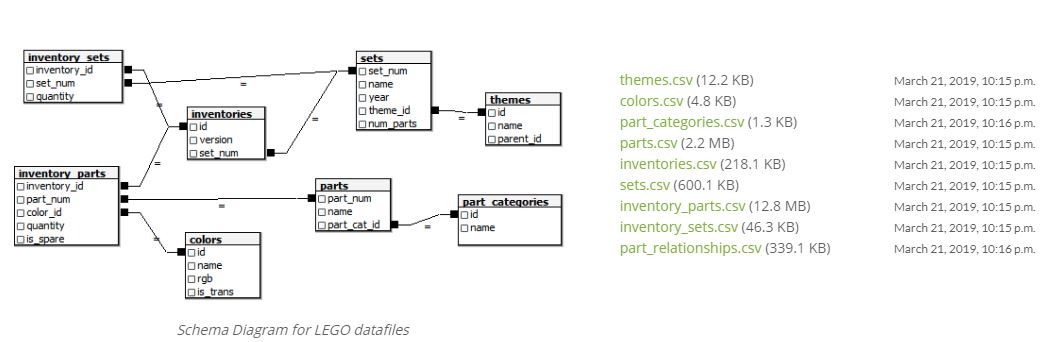 inventory_sets
inventory_id
set_num
quantity
inventories
id
version
set_num
sets
set_num
name
year
theme_id
num_parts
themes
id
name
parent_id
inventory_parts
inventory_id
part_num
color_id
quantity
is_spare
parts
part_num
name
part_cat_id
part_categories
id
name
colors
id
name
rgb
is_trans
=
=
=
=
=
=
=
=
Schema Diagram for LEGO datafiles
themes.csv (12.2 KB) March 21, 2019, 10:15 p.m.
colors.csv (4.8 KB) March 21, 2019, 10:15 p.m.
part_categories.csv (1.3 KB) March 21, 2019, 10:16 p.m.
parts.csv (2.2 MB) March 21, 2019, 10:15 p.m.
inventories.csv (218.1 KB) March 21, 2019, 10:15 p.m.
sets.csv (600.1 KB) March 21, 2019, 10:15 p.m.
inventory_parts.csv (12.8 MB) March 21, 2019, 10:15 p.m.
inventory_sets.csv (46.3 KB) March 21, 2019, 10:15 p.m.
part_relationships.csv (339.1 KB) March 21, 2019, 10:16 p.m.